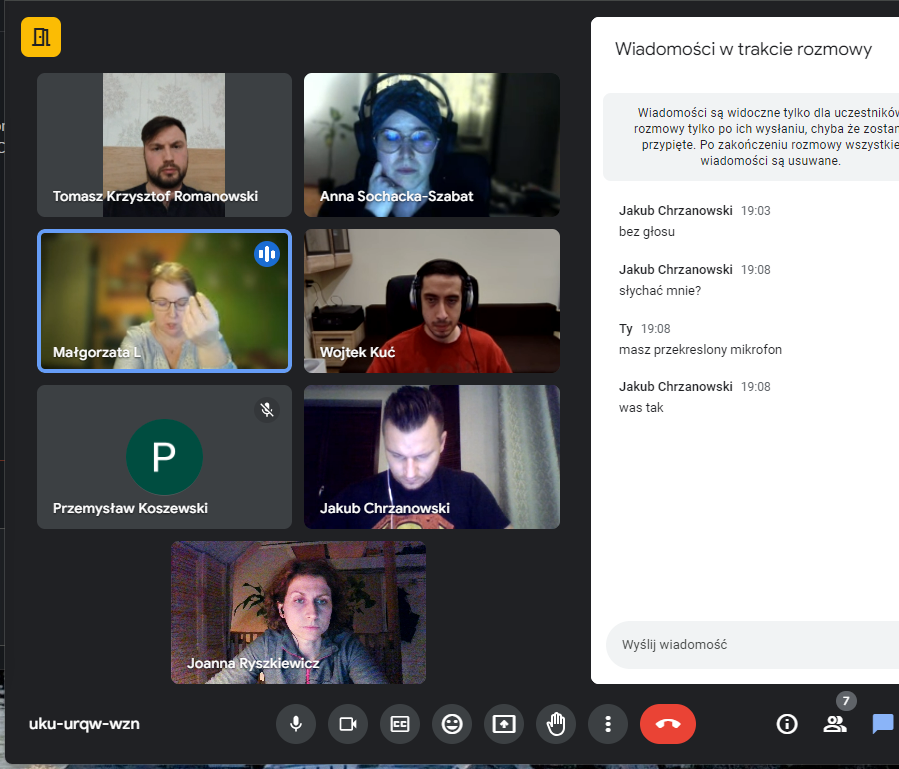 Tomasz Krzysztof Romanowski
Anna Sochacka-Szabat
Małgorzata L
Wojtek Kuć
P
Przemysław Koszewski
Jakub Chrzanowski
Joanna Ryszkiewicz
uku-urqw-wzn
Wiadomości w trakcie rozmowy
Wiadomości są widoczne tylko dla uczestników
rozmowy tylko po ich wysłaniu, chyba że zostan
przypięte. Po zakończeniu rozmowy wszystkie
wiadomości są usuwane.
Jakub Chrzanowski 19:03
bez głosu
Jakub Chrzanowski 19:08
słychać mnie?
Ty 19:08
masz przekreslony mikrofon
Jakub Chrzanowski 19:08
was tak
Wyślij wiadomość
7